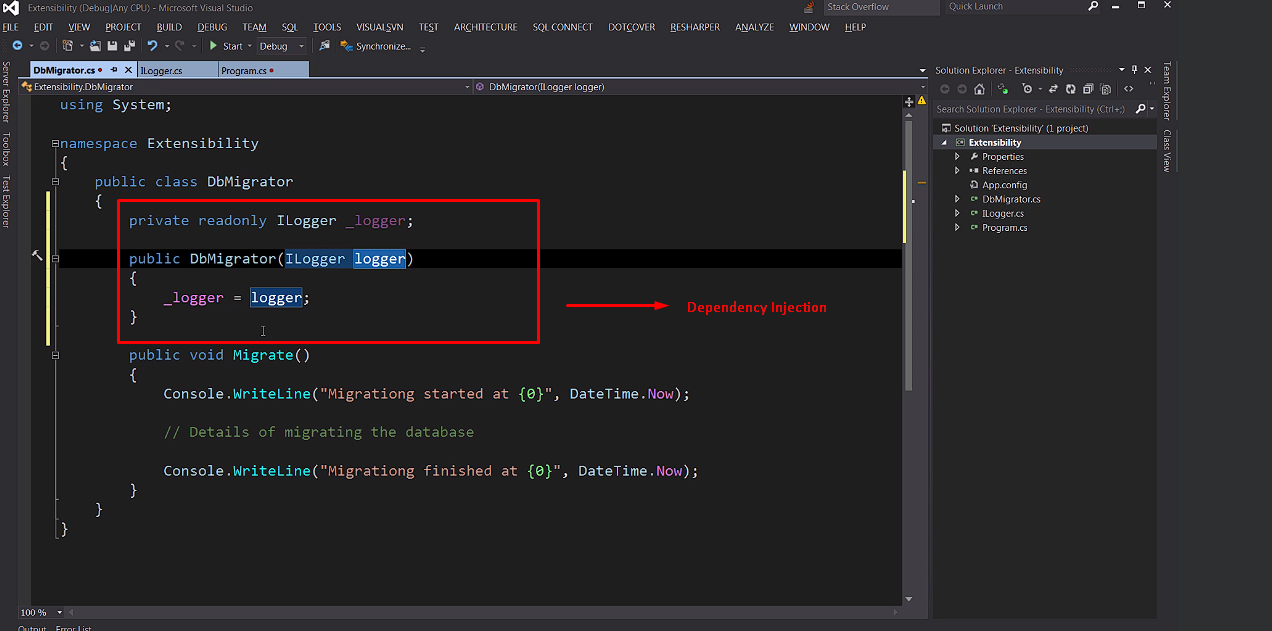 Extensibility (Debug|Any CPU) - Microsoft Visual Studio
Stack Overflow
Quick Launch
FILE EDIT VIEW PROJECT BUILD DEBUG TEAM SQL TOOLS VISUALSVN TEST ARCHITECTURE SQL CONNECT DOTCOVER RESHARPER ANALYZE WINDOW HELP
Start Debug Synchronize...
DbMigrator.cs ILogger.cs Program.cs
Extensibility.DbMigrator DbMigrator(ILogger logger)
Server Explorer
Toolbox
Test Explorer
using System;
namespace Extensibility
{
public class DbMigrator
{
private readonly ILogger _logger;
public DbMigrator(ILogger logger)
{
_logger = logger;
}
Dependency Injection
public void Migrate()
{
Console.WriteLine("Migrationg started at {0}", DateTime.Now);
// Details of migrating the database
Console.WriteLine("Migrationg finished at {0}", DateTime.Now);
}
}
}
100 %
Output Error List
Solution Explorer - Extensibility
Search Solution Explorer - Extensibility (Ctrl+;)
Solution 'Extensibility' (1 project)
Extensibility
Properties
References
App.config
DbMigrator.cs
ILogger.cs
Program.cs
Team Explorer
Class View